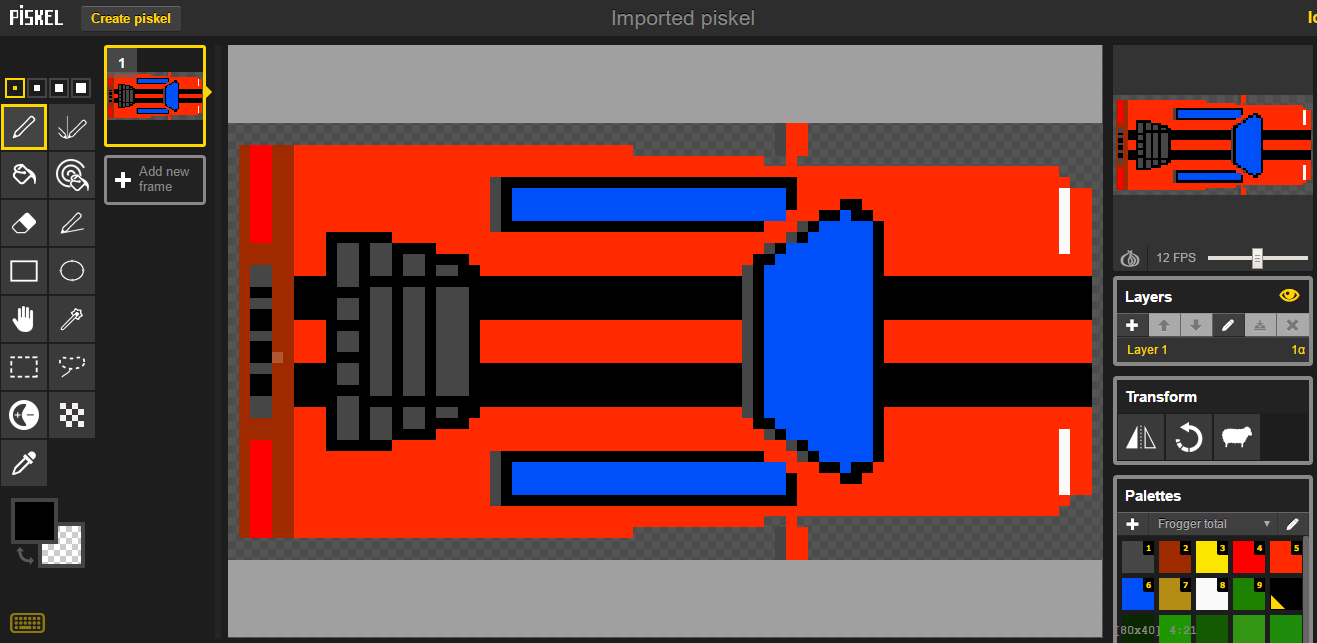 PiSKEL
Create piskel
Imported piskel
1
Add new
frame
12 FPS
Layers
Layer 1
1α
Transform
Palettes
Frogger total
1 2 3 4 5
6 7 8 9
[80x40] 4:21